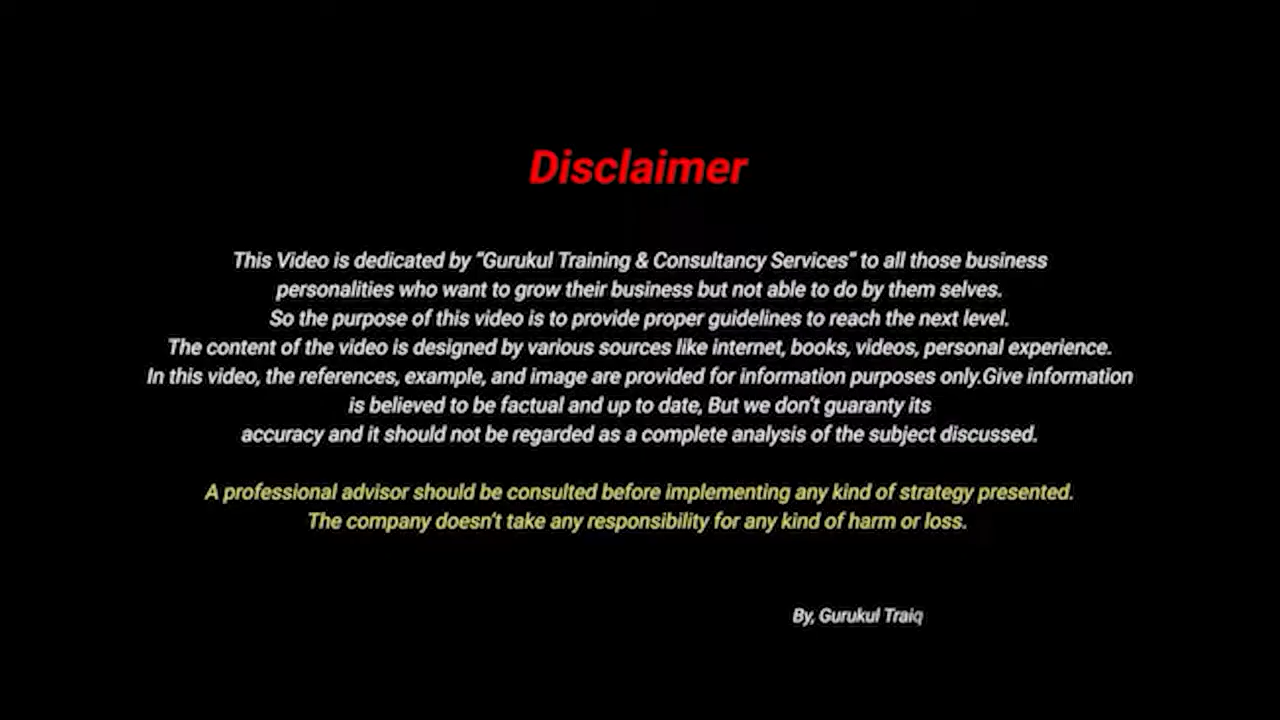 Disclaimer
This Video is dedicated by “Gurukul Training & Consultancy Services” to all those business
personalities who want to grow their business but not able to do by them selves.
So the purpose of this video is to provide proper guidelines to reach the next level.
The content of the video is designed by various sources like internet, books, videos, personal experience.
In this video, the references, example, and image are provided for information purposes only.Give information
is believed to be factual and up to date, But we don't guaranty its
accuracy and it should not be regarded as a complete analysis of the subject discussed.
A professional advisor should be consulted before implementing any kind of strategy presented.
The company doesn't take any responsibility for any kind of harm or loss.
By, Gurukul Traiq